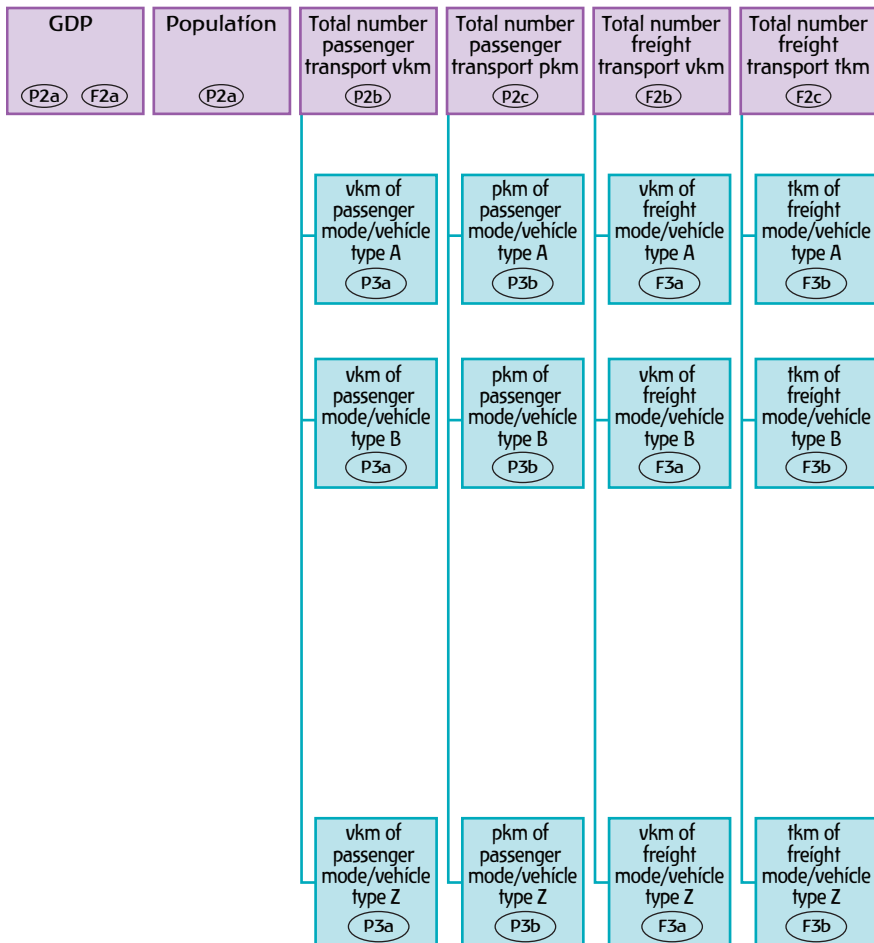 GDP
P2a F2a
Population
P2a
Total number
passenger
transport vkm
P2b
Total number
passenger
transport pkm
P2c
Total number
freight
transport vkm
F2b
Total number
freight
transport tkm
F2c
vkm of
passenger
mode/vehicle
type A
P3a
pkm of
passenger
mode/vehicle
type A
P3b
vkm of
freight
mode/vehicle
type A
F3a
tkm of
freight
mode/vehicle
type A
F3b
vkm of
passenger
mode/vehicle
type B
P3a
pkm of
passenger
mode/vehicle
type B
P3b
vkm of
freight
mode/vehicle
type B
F3a
tkm of
freight
mode/vehicle
type B
F3b
vkm of
passenger
mode/vehicle
type Z
P3a
pkm of
passenger
mode/vehicle
type Z
P3b
vkm of
freight
mode/vehicle
type Z
F3a
tkm of
freight
mode/vehicle
type Z
F3b